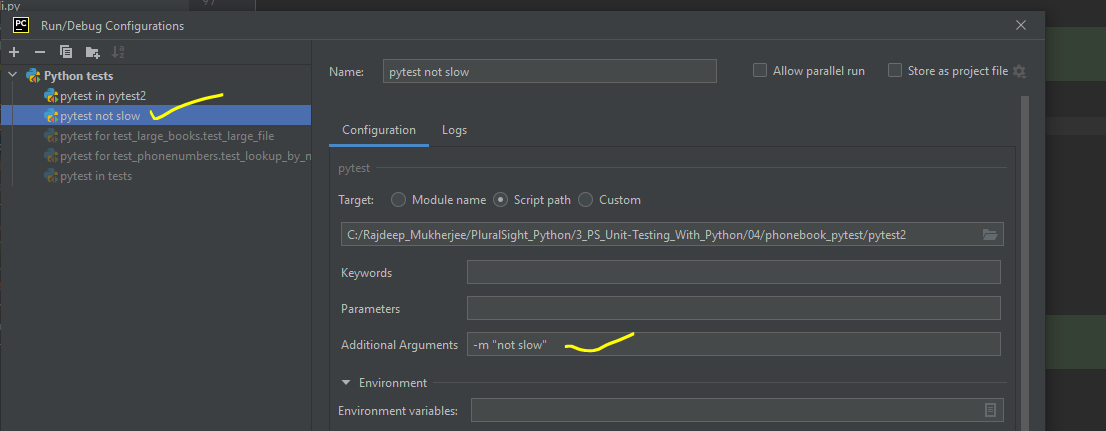 li.py
97
PC Run/Debug Configurations
Python tests
pytest in pytest2
pytest not slow
pytest for test_large_books.test_large_file
pytest for test_phonenumbers.test_lookup_by_n
pytest in tests
Name: pytest not slow Allow parallel run Store as project file
Configuration Logs
pytest
Target: Module name Script path Custom
C:/Rajdeep_Mukherjee/PluralSight_Python/3_PS_Unit-Testing_With_Python/04/phonebook_pytest/pytest2
Keywords
Parameters
Additional Arguments -m "not slow"
Environment
Environment variables: